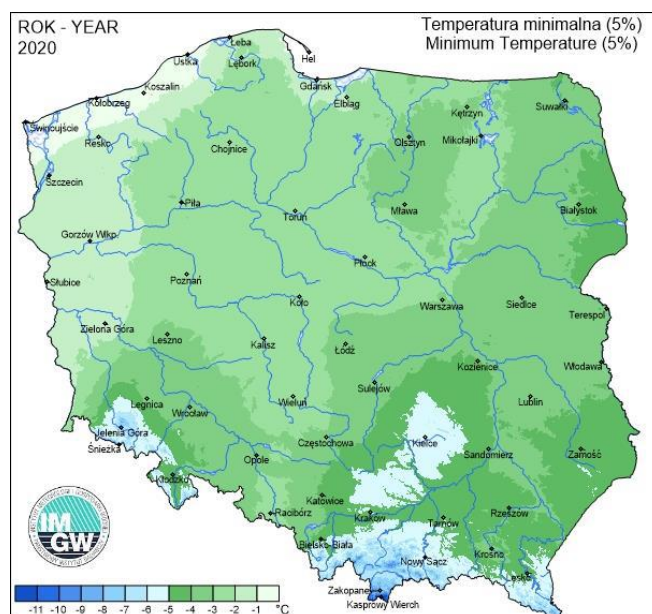 ROK - YEAR
2020
Temperatura minimalna (5%)
Minimum Temperature (5%)
Łeba
Ustka
Lębork
Hel
Koszalin
Gdańsk
Kołobrzeg
Elbląg
Kętrzyn
Suwałki
Świnoujście
Resko
Chojnice
Olsztyn
Mikołajki
Szczecin
Piła
Toruń
Mława
Białystok
Gorzów Wlkp.
Płock
Słubice
Poznań
Koło
Warszawa
Siedlce
Terespol
Zielona Góra
Leszno
Kalisz
Łódź
Kozienice
Włodawa
Sulejów
Legnica
Wrocław
Wieluń
Lublin
Jelenia Góra
Śnieżka
Częstochowa
Kielce
Sandomierz
Zamość
Opole
Kłodzko
Katowice
Racibórz
Kraków
Tarnów
Rzeszów
Bielsko-Biała
Nowy Sącz
Krosno
Lesko
Zakopane
Kasprowy Wierch
IM
GW
-11 -10 -9 -8 -7 -6 -5 -4 -3 -2 -1 °C